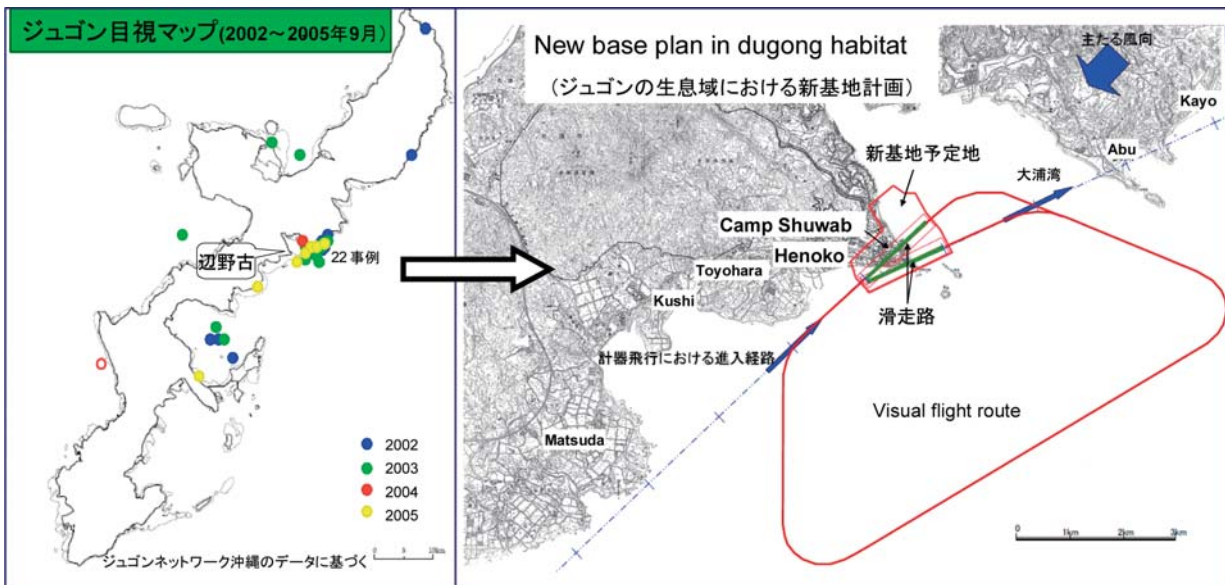 ジュゴン目視マップ(2002～2005年9月)
辺野古
22 事例
2002
2003
2004
2005
ジュゴンネットワーク沖縄のデータに基づく
0 5 10km
New base plan in dugong habitat
(ジュゴンの生息域における新基地計画)
主たる風向
Kayo
Abu
大浦湾
新基地予定地
Camp Shuwab
Henoko
Toyohara
Kushi
滑走路
計器飛行における進入経路
Visual flight route
Matsuda
0 1km 2km 3km